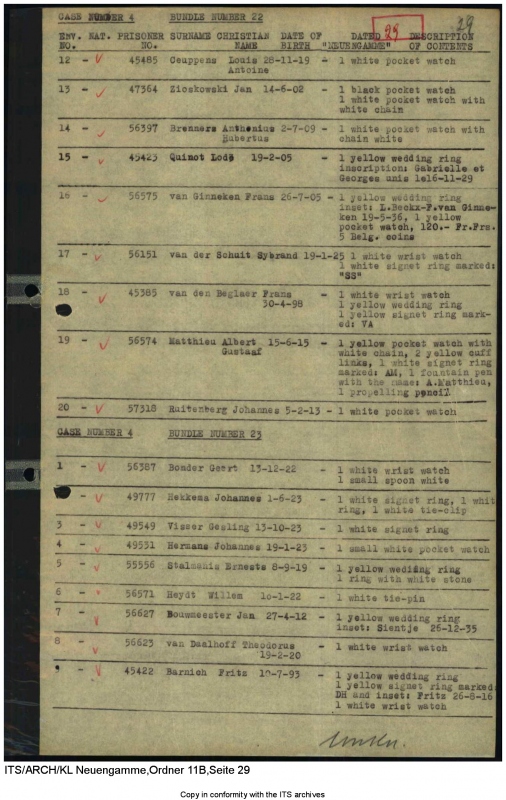 CASE NUMBER 4 BUNDLE NUMBER 22
29 29
ENV. NAT. PRISONER SURNAME CHRISTIAN DATE OF DATED DESCRIPTION
NO. NO. NAME BIRTH "NEUENGAMME" OF CONTENTS
12 - V 45485 Ceuppens Louis 28-11-19 - 1 white pocket watch
Antoine
13 - V 47364 Zioskowski Jan 14-6-02 - 1 black pocket watch
1 white pocket watch with
white chain
14 - V 56397 Brenners Anthonius 2-7-09 - 1 white pocket watch with
Hubertus chain white
15 - V 45423 Quinot Lode 19-2-05 - 1 yellow wedding ring
inscription: Gabrielle et
Georges unis le16-11-29
16 - V 56575 van Ginneken Frans 26-7-05 - 1 yellow wedding ring
inset: L.Beckx-F.van Ginne-
ken 19-5-36, 1 yellow
pocket watch, 120.- Fr.Frs.
5 Belg. coins
17 - V 56151 van der Schuit Sybrand 19-1-25 1 white wrist watch
1 white signet ring marked:
"SS"
18 - V 45385 van den Beglaer Frans - 1 white wrist watch
30-4-98 1 yellow wedding ring
1 yellow signet ring mark-
ed: VA
19 - V 56574 Matthieu Albert 15-6-15 - 1 yellow pocket watch with
Gustaaf white chain, 2 yellow cuff
links, 1 white signet ring
marked: AM, 1 fountain pen
with the name: A.Matthieu,
1 propelling pencil.
20 - V 57318 Ruitenberg Johannes 5-2-13 - 1 white pocket watch
CASE NUMBER 4 BUNDLE NUMBER 23
1 - V 56387 Bonder Geert 13-12-22 - 1 white wrist watch
1 small spoon white
- V 49777 Hekkema Johannes 1-6-23 - 1 white signet ring, 1 whit
ring, 1 white tie-clip
3 - V 49549 Visser Gesling 13-10-23 - 1 white signet ring
4 - V 49551 Hermans Johannes 19-1-23 - 1 small white pocket watch
5 - V 55556 Stalmanis Ernests 8-9-19 - 1 yellow wedding ring
1 ring with white stone
6 - V 56571 Heydt Willem 10-1-22 - 1 white tie-pin
7 - V 56627 Bouwmeester Jan 27-4-12 - 1 yellow wedding ring
inset: Sientje 26-12-35
8 - V 56623 van Daalhoff Theodorus - 1 white wrist watch
19-2-20
- V 45422 Barnich Fritz 10-7-93 - 1 yellow wedding ring
1 yellow signet ring marked
DH and inset: Fritz 26-8-16
1 white wrist watch
ITS/ARCH/KL Neuengamme,Ordner 11B,Seite 29
Copy in conformity with the ITS archives